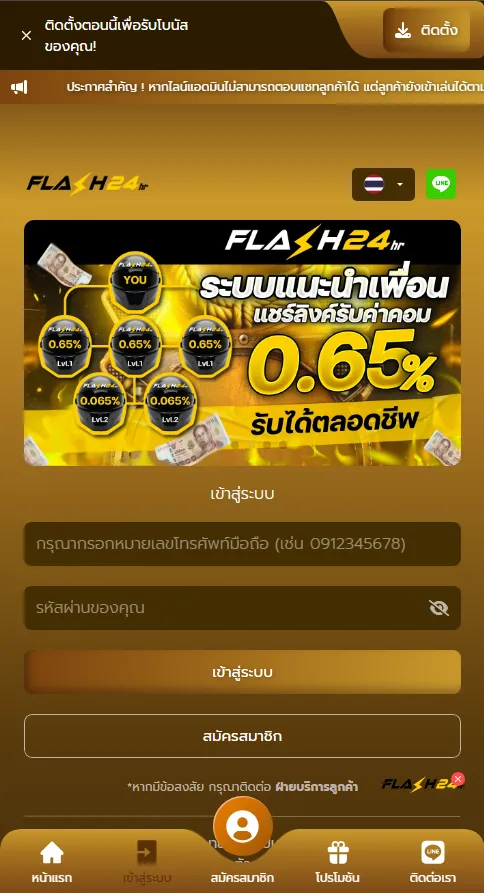 ติดตั้งตอนนี้เพื่อรับโบนัส
ของคุณ!
ติดตั้ง
ประกาศสำคัญ ! หากไลน์แอดมินไม่สามารถตอบแชทลูกค้าได้ แต่ลูกค้ายังเข้าเล่นได้ตาม
FLASH24hr
LINE
FLASH24hr
ระบบแนะนำเพื่อน
แชร์ลิงค์รับค่าคอม
0.65%
รับได้ตลอดชีพ
FLASH24hr
YOU
0.65%
Lvl.1
0.65%
Lvl.1
0.65%
Lvl.1
0.065%
Lvl.2
0.065%
Lvl.2
เข้าสู่ระบบ
กรุณากรอกหมายเลขโทรศัพท์มือถือ (เช่น 0912345678)
รหัสผ่านของคุณ
เข้าสู่ระบบ
สมัครสมาชิก
*หากมีข้อสงสัย กรุณาติดต่อ ฝ่ายบริการลูกค้า
FLASH24
หน้าแรก
เข้าสู่ระบบ
สมัครสมาชิก
โปรโมชัน
LINE
ติดต่อเรา